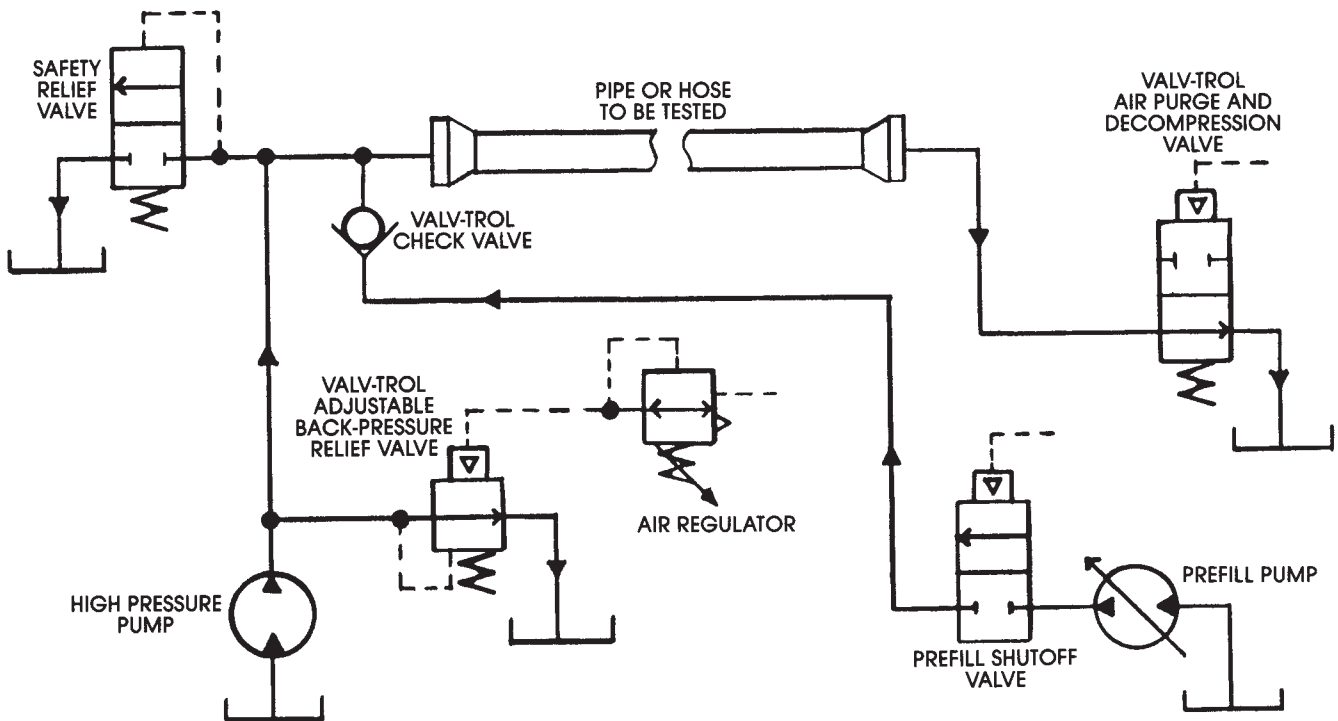 SAFETY
RELIEF
VALVE
PIPE OR HOSE
TO BE TESTED
VALV-TROL
AIR PURGE AND
DECOMPRESSION
VALVE
VALV-TROL
CHECK VALVE
VALV-TROL
ADJUSTABLE
BACK-PRESSURE
RELIEF VALVE
AIR REGULATOR
HIGH PRESSURE
PUMP
PREFILL PUMP
PREFILL SHUTOFF
VALVE